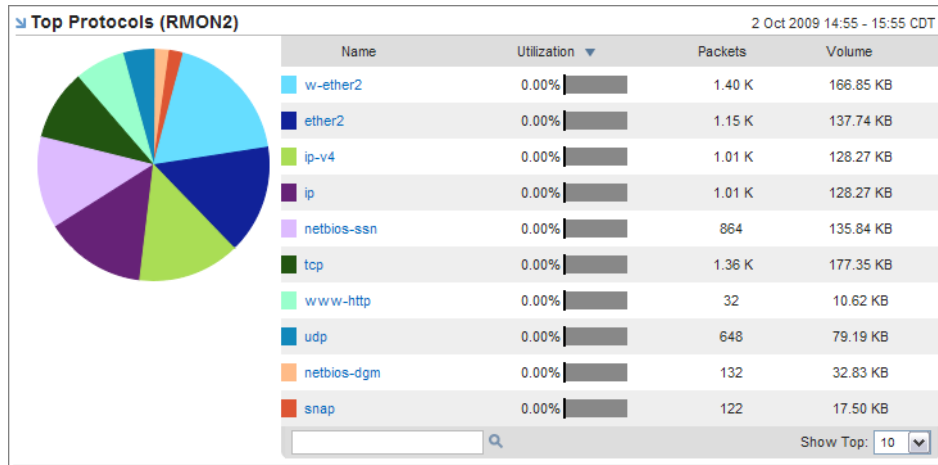 Top Protocols (RMON2) 2 Oct 2009 14:55 - 15:55 CDT
Name Utilization Packets Volume
w-ether2 0.00% 1.40 K 166.85 KB
ether2 0.00% 1.15 K 137.74 KB
ip-v4 0.00% 1.01 K 128.27 KB
ip 0.00% 1.01 K 128.27 KB
netbios-ssn 0.00% 864 135.84 KB
tcp 0.00% 1.36 K 177.35 KB
www-http 0.00% 32 10.62 KB
udp 0.00% 648 79.19 KB
netbios-dgm 0.00% 132 32.83 KB
snap 0.00% 122 17.50 KB
Show Top: 10